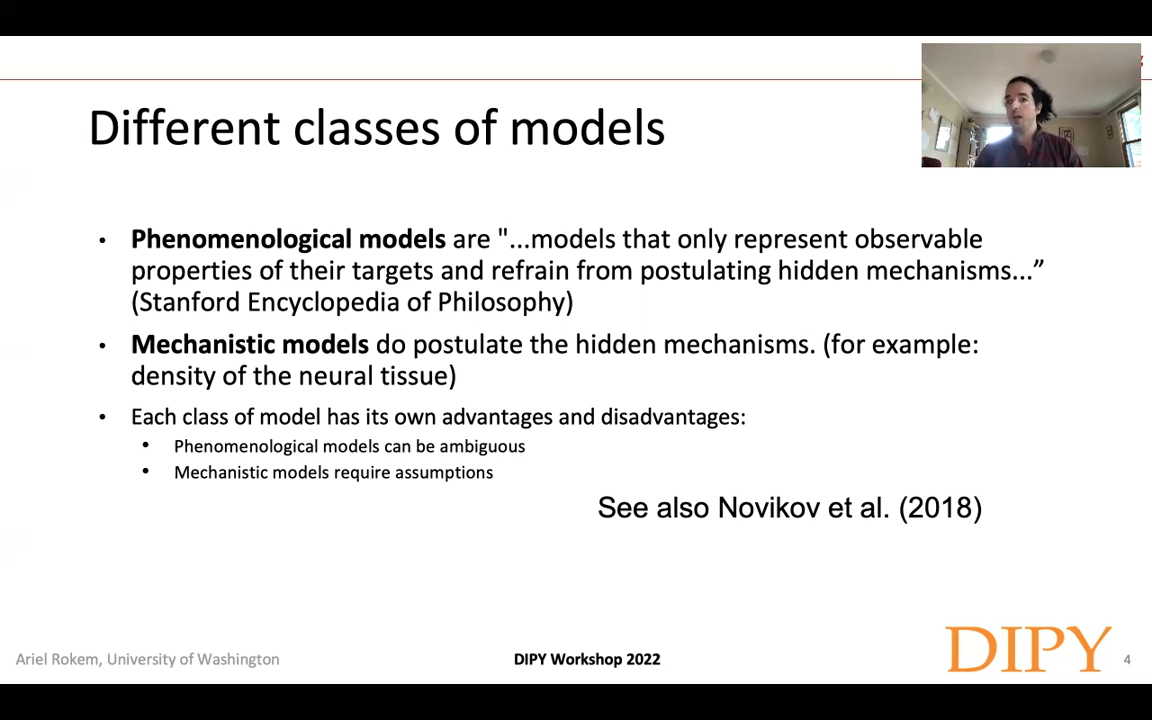 Different classes of models
• Phenomenological models are "...models that only represent observable
properties of their targets and refrain from postulating hidden mechanisms...”
(Stanford Encyclopedia of Philosophy)
• Mechanistic models do postulate the hidden mechanisms. (for example:
density of the neural tissue)
• Each class of model has its own advantages and disadvantages:
• Phenomenological models can be ambiguous
• Mechanistic models require assumptions
See also Novikov et al. (2018)
Ariel Rokem, University of Washington
DIPY Workshop 2022
DIPY
4